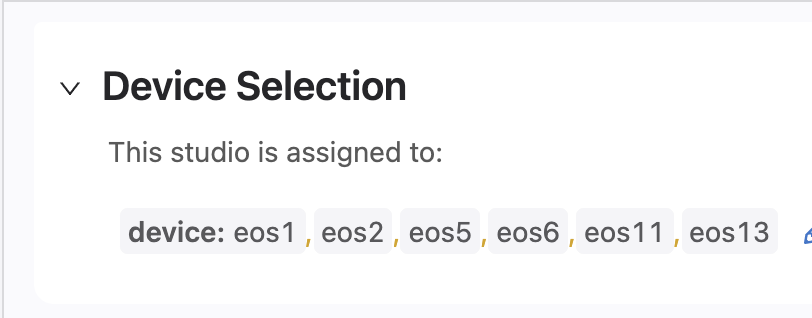 Device Selection
This studio is assigned to:
device: eos1, eos2, eos5, eos6, eos11, eos13